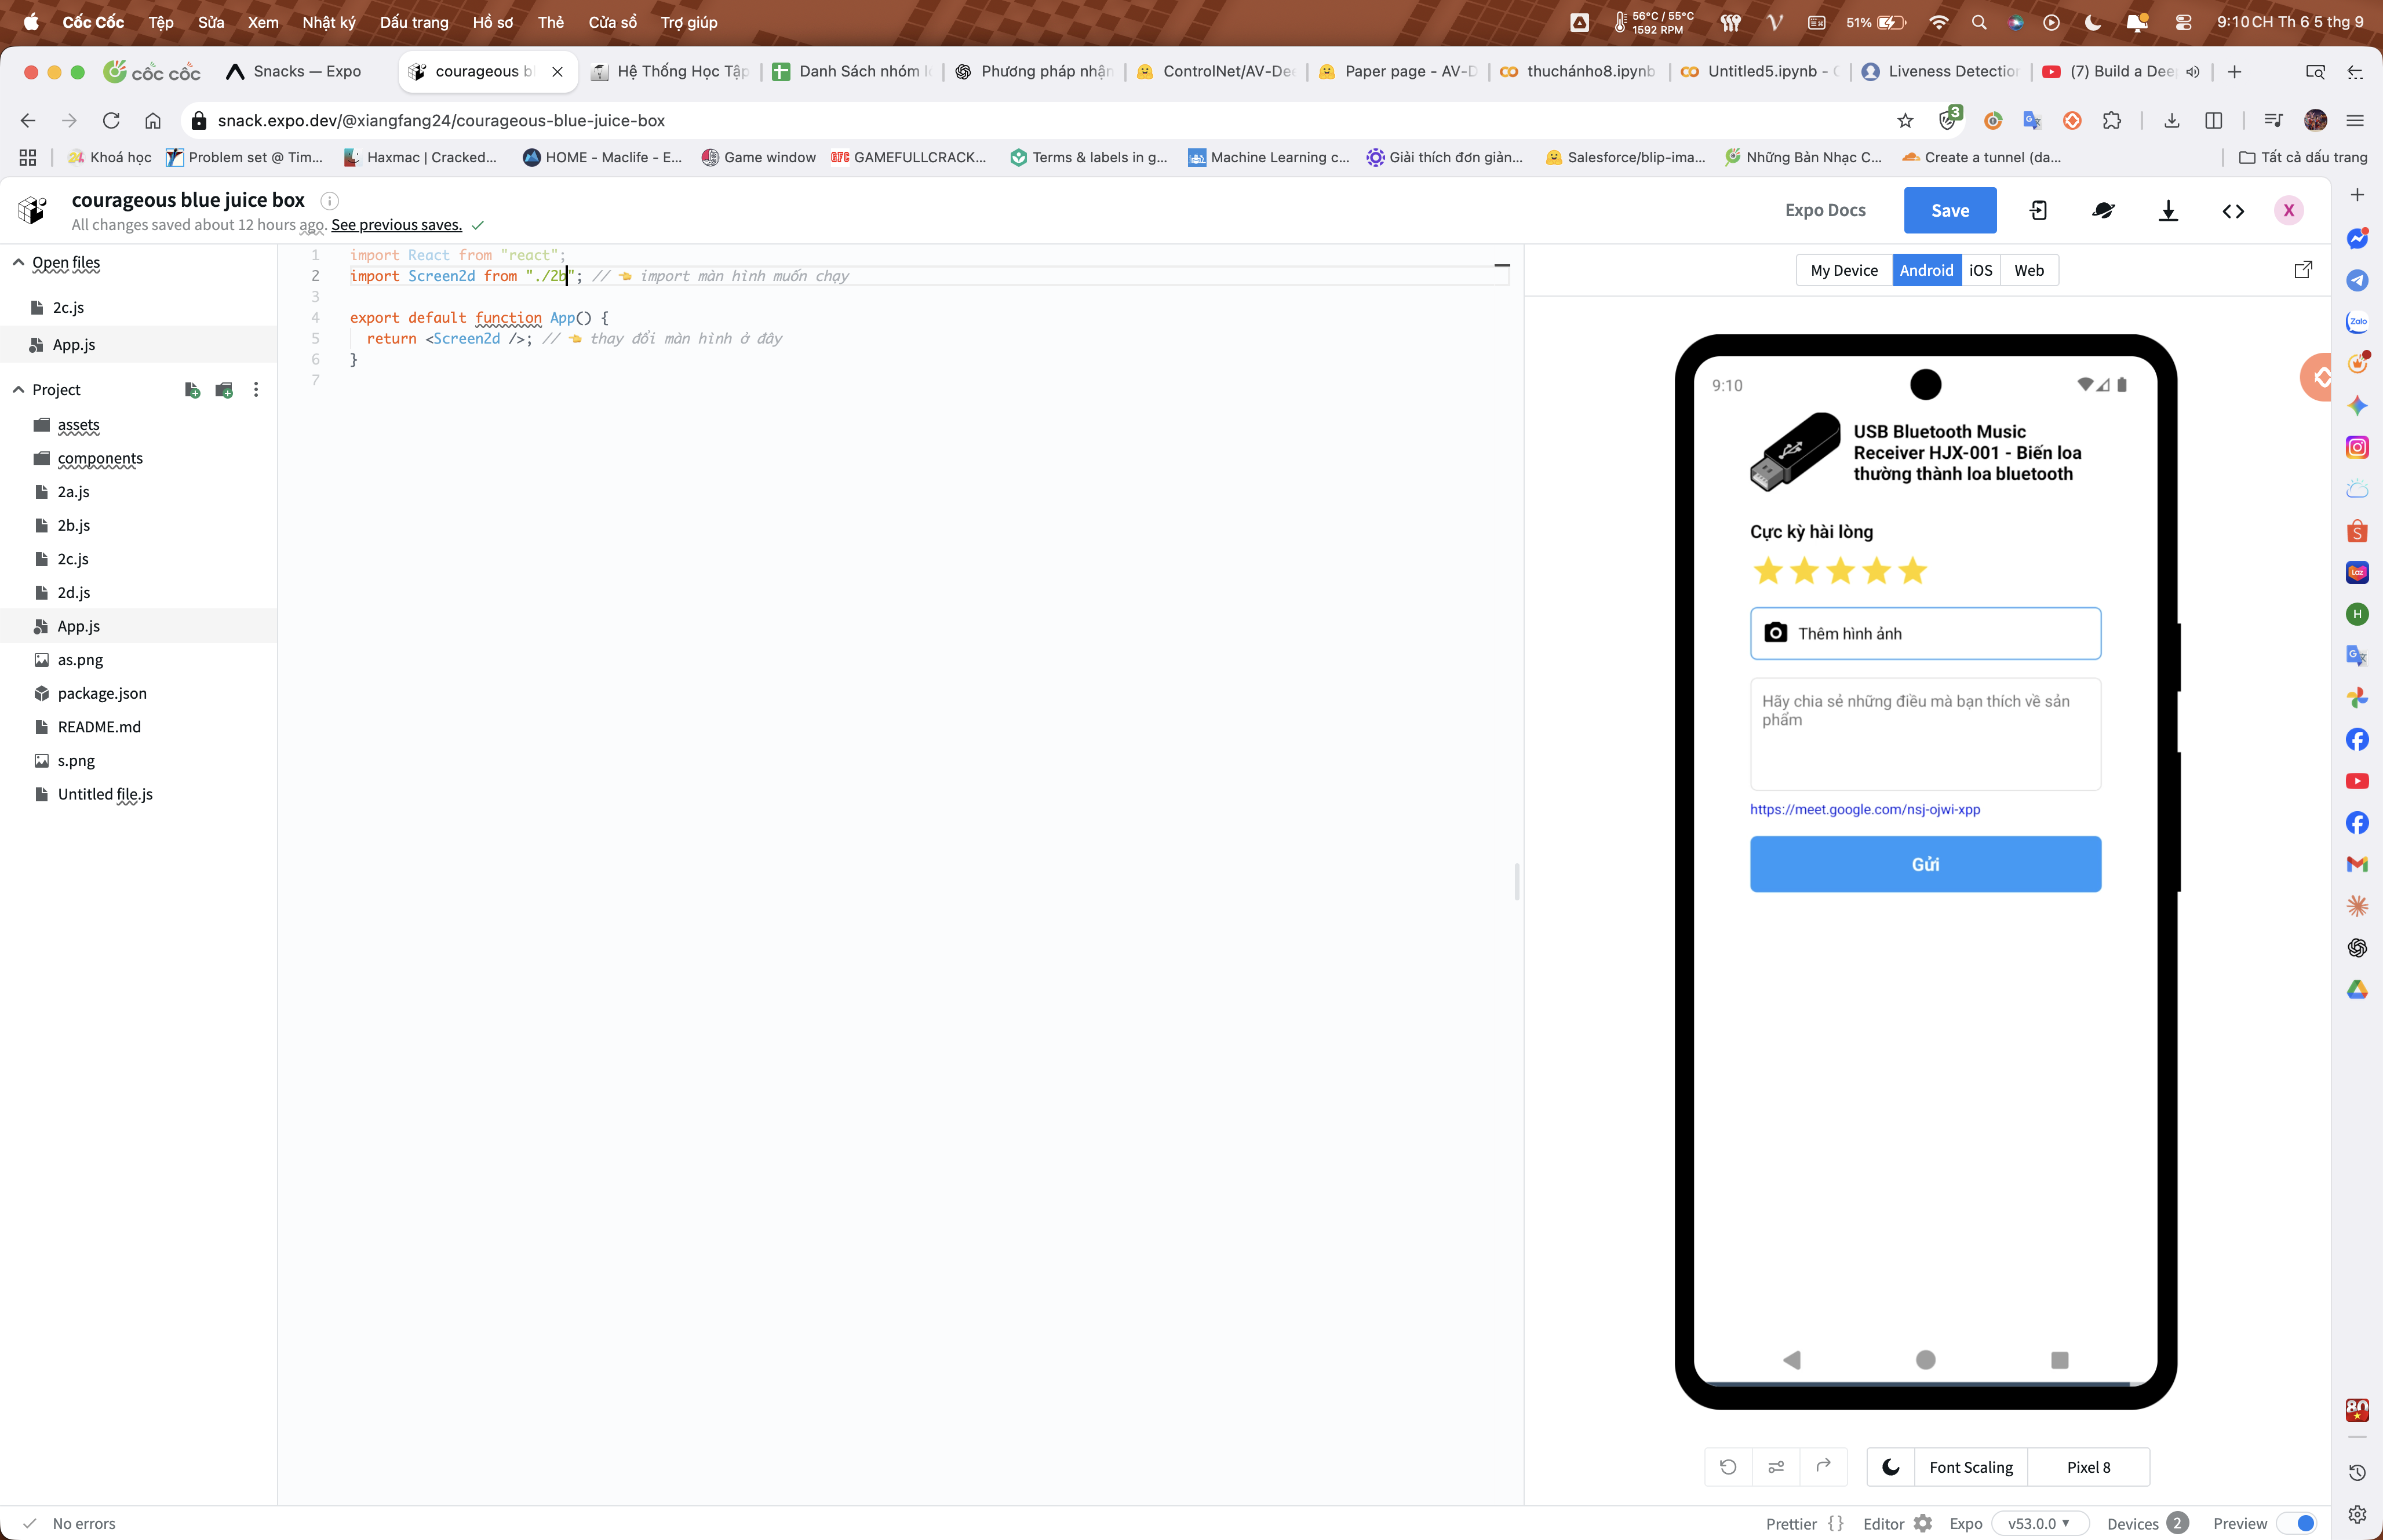 Cốc Cốc Tệp Sửa Xem Nhật ký Dấu trang Hồ sơ Thẻ Cửa sổ Trợ giúp
56°C / 55°C
1592 RPM
51%
9:10 CH Th 6 5 thg 9
cốc cốc
Snacks — Expo
courageous b
Hệ Thống Học Tập
Danh Sách nhóm l
Phương pháp nhận
ControlNet/AV-Dee
Paper page - AV-D
thuchánho8.ipynb
Untitled5.ipynb - C
Liveness Detection
(7) Build a Deep
snack.expo.dev/@xiangfang24/courageous-blue-juice-box
3
Khoá học
Problem set @ Tim...
Haxmac | Cracked...
HOME - Maclife - E...
Game window
GAMEFULLCRACK...
Terms & labels in g...
Machine Learning c...
Giải thích đơn giản...
Salesforce/blip-ima...
Những Bản Nhạc C...
Create a tunnel (da...
Tất cả dấu trang
courageous blue juice box
All changes saved about 12 hours ago. See previous saves.
Expo Docs
Save
X
Open files
2c.js
App.js
Project
assets
components
2a.js
2b.js
2c.js
2d.js
App.js
as.png
package.json
README.md
s.png
Untitled file.js
1 import React from "react";
2 import Screen2d from "./2b"; // 👈 import màn hình muốn chạy
3
4 export default function App() {
5 return <Screen2d />; // 👈 thay đổi màn hình ở đây
6 }
7
My Device Android iOS Web
9:10
USB Bluetooth Music
Receiver HJX-001 - Biến loa
thường thành loa bluetooth
Cực kỳ hài lòng
Thêm hình ảnh
Hãy chia sẻ những điều mà bạn thích về sản
phẩm
https://meet.google.com/nsj-ojwi-xpp
Gửi
Font Scaling
Pixel 8
Zalo
Laz
H
80
No errors
Prettier {} Editor Expo v53.0.0 Devices 2 Preview